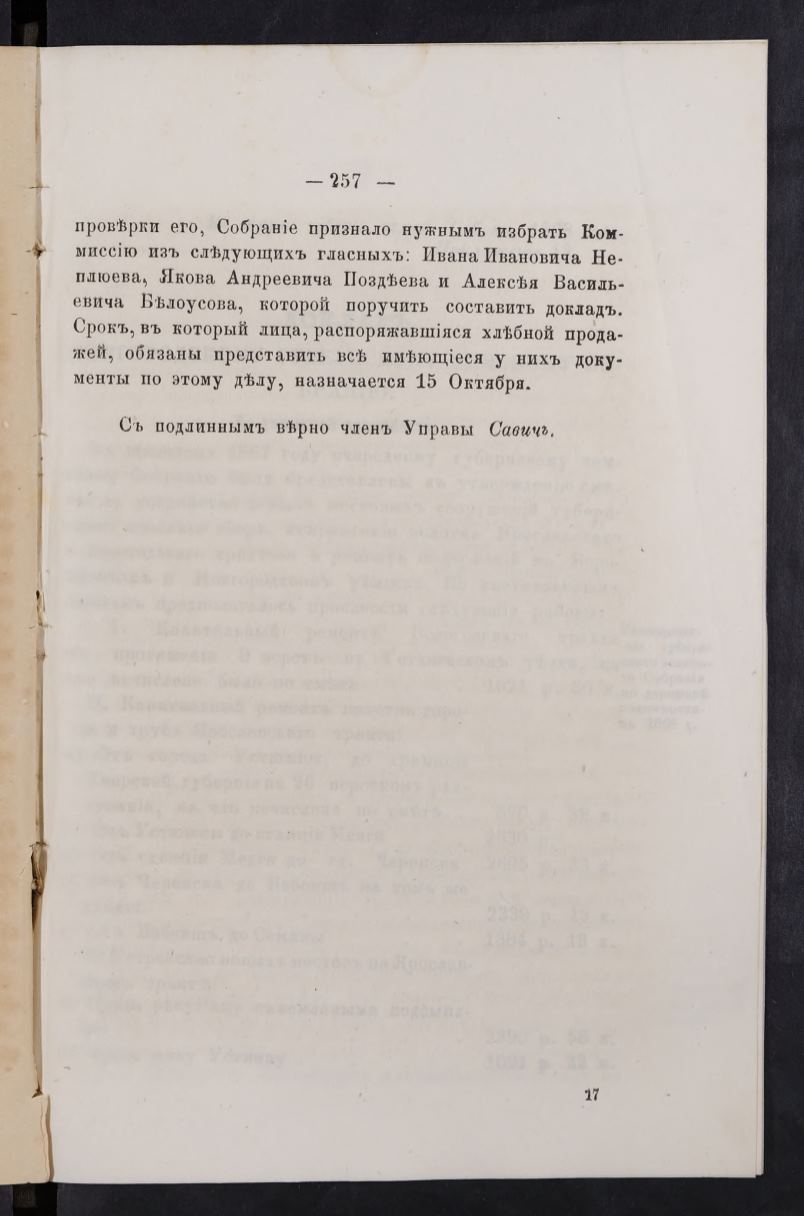 — 257 —
провѣрки его, Собраніе признало нужнымъ избрать Ком-
миссію изъ слѣдующихъ гласныхъ: Ивана Ивановича Не-
плюева, Якова Андреевича Поздѣева и Алексѣя Василь-
евича Бѣлоусова, которой поручить составить докладъ.
Срокъ, въ который лица, распоряжавшіяся хлѣбной прода-
жей, обязаны представить всѣ имѣющіеся у нихъ доку-
менты по этому дѣлу, назначается 15 Октября.
Съ подлиннымъ вѣрно членъ Управы Савичъ.
17